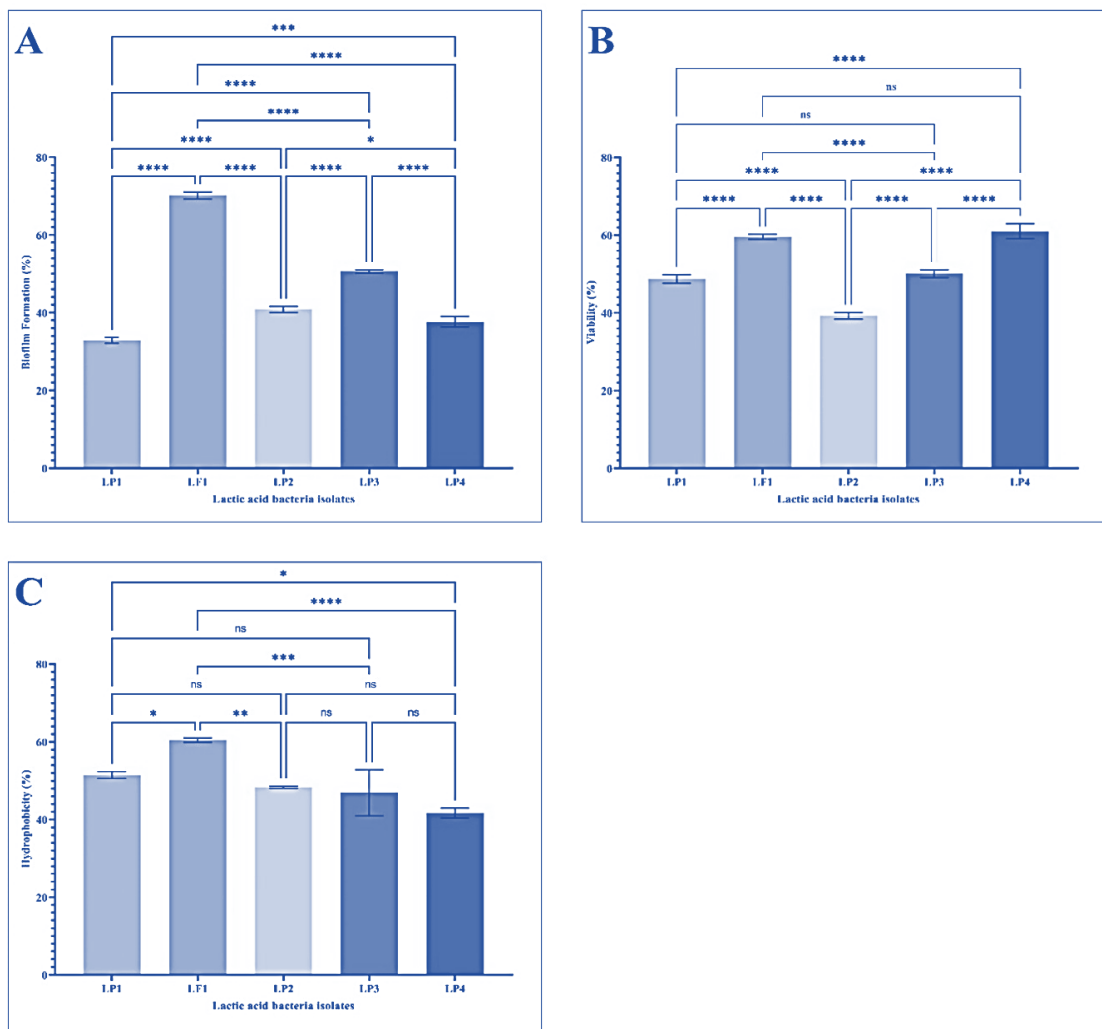 A
***
****
****
****
****
*
****
****
****
****
80
60
40
20
0
Biofilm Formation (%)
LP1
LF1
LP2
LP3
LP4
Lactic acid bacteria isolates
B
****
ns
ns
****
****
****
****
****
****
****
80
60
40
20
0
Viability (%)
LP1
LF1
LP2
LP3
LP4
Lactic acid bacteria isolates
C
*
****
ns
***
ns
ns
*
**
ns
ns
80
60
40
20
0
Hydrophobicity (%)
LP1
LF1
LP2
LP3
LP4
Lactic acid bacteria isolates